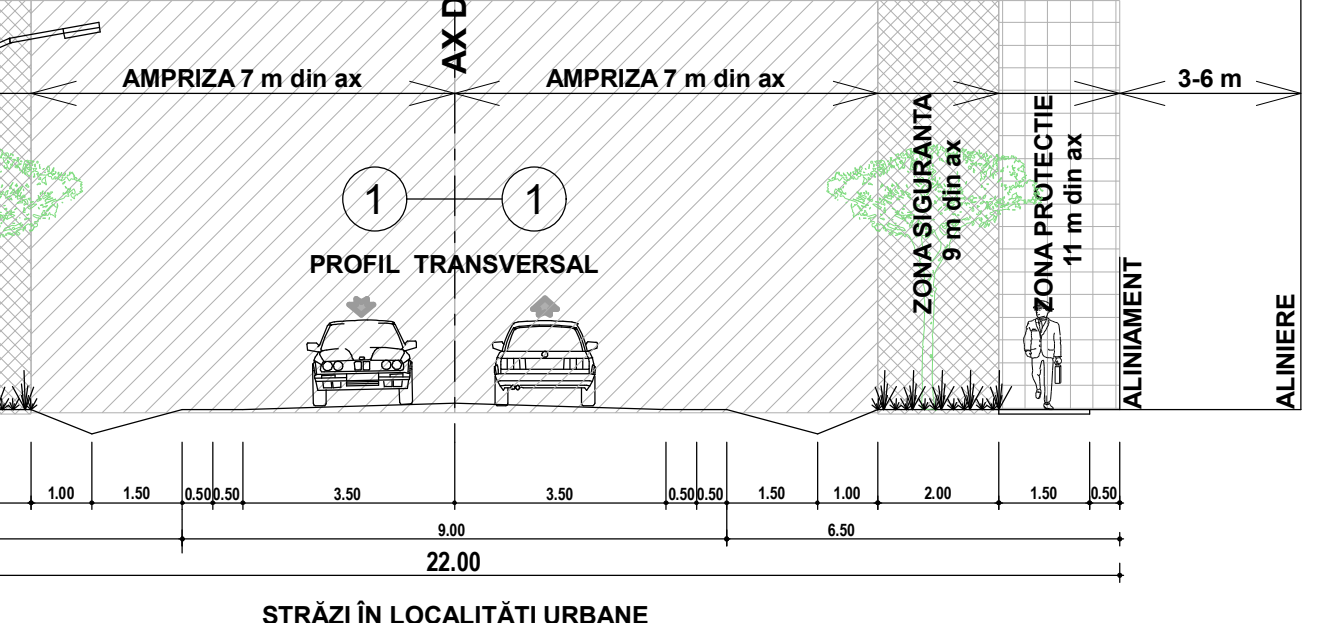 AX D
AMPRIZA 7 m din ax
AMPRIZA 7 m din ax
3-6 m
ZONA SIGURANTA
9 m din ax
ZONA PROTECTIE
11 m din ax
1
1
PROFIL TRANSVERSAL
ALINIAMENT
ALINIERE
1.00 1.50 0.50 0.50 3.50 3.50 0.50 0.50 1.50 1.00 2.00 1.50 0.50
9.00 6.50
22.00
STRĂZI ÎN LOCALITĂTI URBANE